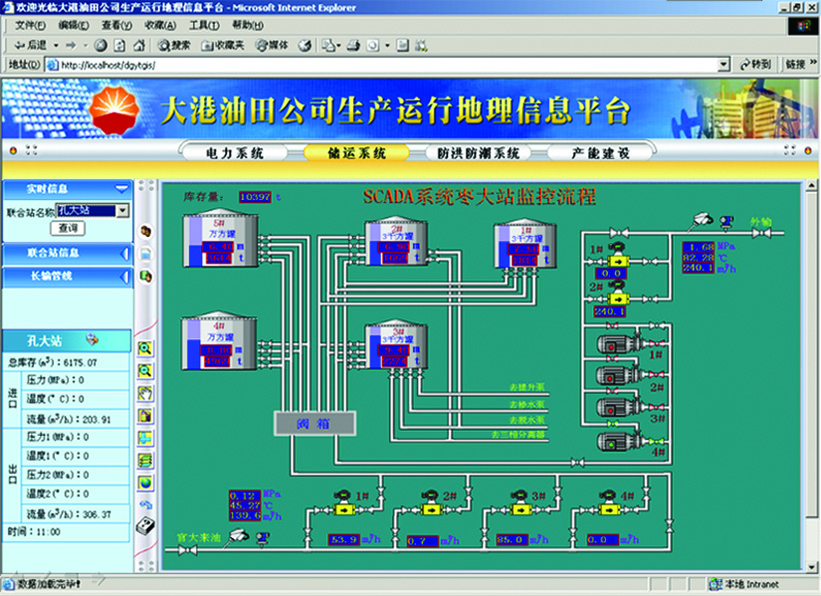 欢迎光临大港油田公司生产运行地理信息平台 - Microsoft Internet Explorer
文件(F) 编辑(E) 查看(V) 收藏(A) 工具(T) 帮助(H)
后退 搜索 收藏夹 媒体
地址(D) http://localhost/dgytgis/ 转到 链接 »
大港油田公司生产运行地理信息平台
电力系统 储运系统 防洪防潮系统 产能建设
实时信息
联合站名称 孔大站
查询
联合站信息
长输管线
孔大站
总库存(m³)：6175.07
进口
压力(MPa)：0
温度(°C)：0
流量(m³/h)：203.91
出口
压力1(MPa)：0
温度1(°C)：0
压力2(MPa)：0
温度2(°C)：0
流量(m³/h)：306.37
时间：11:00
库存量： 10397 t
SCADA系统枣大站监控流程
5#
万方罐
m
t
2#
3千方罐
m
t
1#
3千方罐
m
t
4#
万方罐
m
t
3#
3千方罐
m
t
外输
1.68 MPa
82.28 °C
240.1 m³/h
1#
0.0
2#
240.1
1#
2#
3#
4#
去提升泵
去掺水泵
去脱水泵
去三相分离器
阀箱
0.12 MPa
45.27 °C
139.6 m³/h
官大来池
1# 2# 3# 4#
53.9 m³/h 0.7 m³/h 85.0 m³/h 0.0 m³/h
数据加载完毕! 本地 Intranet